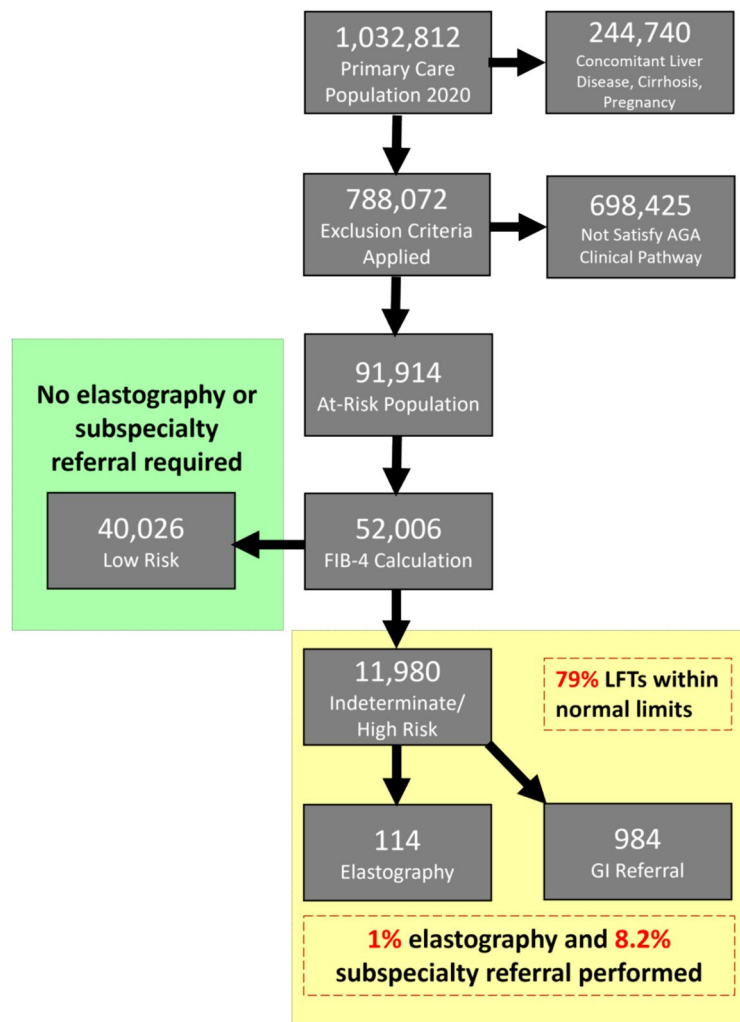 1,032,812
Primary Care
Population 2020
244,740
Concomitant Liver
Disease, Cirrhosis,
Pregnancy
788,072
Exclusion Criteria
Applied
698,425
Not Satisfy AGA
Clinical Pathway
91,914
At-Risk Population
No elastography or
subspecialty
referral required
40,026
Low Risk
52,006
FIB-4 Calculation
11,980
Indeterminate/
High Risk
79% LFTs within
normal limits
114
Elastography
984
GI Referral
1% elastography and 8.2%
subspecialty referral performed